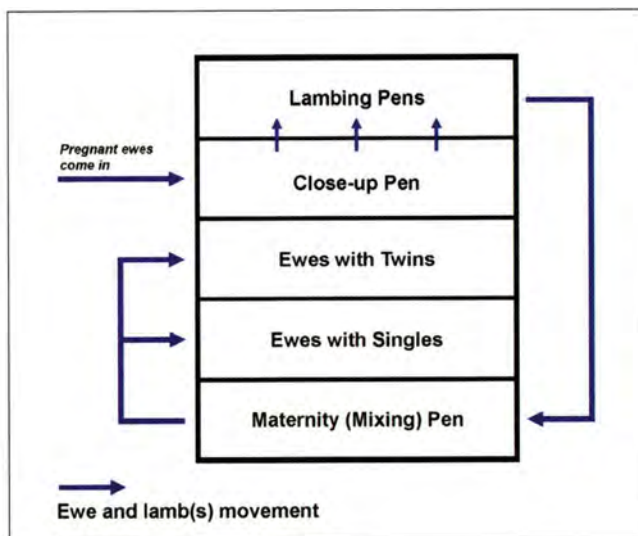 Lambing Pens
Pregnant ewes
come in
Close-up Pen
Ewes with Twins
Ewes with Singles
Maternity (Mixing) Pen
Ewe and lamb(s) movement